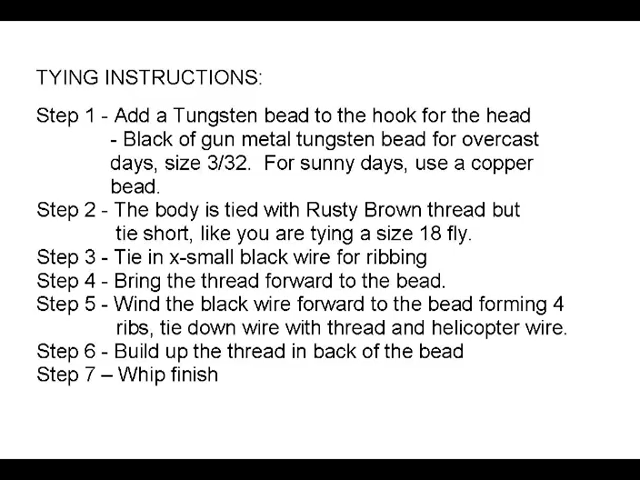 TYING INSTRUCTIONS:
Step 1 - Add a Tungsten bead to the hook for the head
- Black of gun metal tungsten bead for overcast
days, size 3/32.  For sunny days, use a copper
bead.
Step 2 - The body is tied with Rusty Brown thread but
tie short, like you are tying a size 18 fly.
Step 3 - Tie in x-small black wire for ribbing
Step 4 - Bring the thread forward to the bead.
Step 5 - Wind the black wire forward to the bead forming 4
ribs, tie down wire with thread and helicopter wire.
Step 6 - Build up the thread in back of the bead
Step 7 – Whip finish